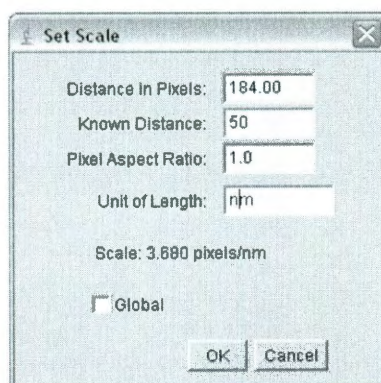 Set Scale
Distance in Pixels: 184.00
Known Distance: 50
Pixel Aspect Ratio: 1.0
Unit of Length: nm
Scale: 3.680 pixels/nm
Global
OK Cancel